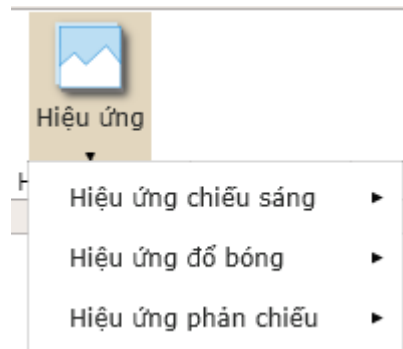 Hiệu ứng
Hiệu ứng chiếu sáng
Hiệu ứng đổ bóng
Hiệu ứng phản chiếu